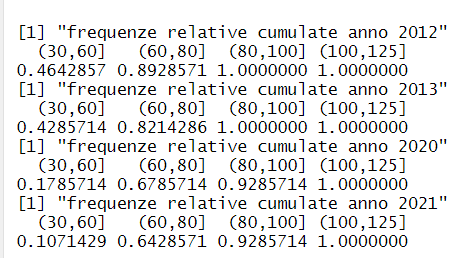 [1] "frequenze relative cumulate anno 2012"
(30,60] (60,80] (80,100] (100,125]
0.4642857 0.8928571 1.0000000 1.0000000
[1] "frequenze relative cumulate anno 2013"
(30,60] (60,80] (80,100] (100,125]
0.4285714 0.8214286 1.0000000 1.0000000
[1] "frequenze relative cumulate anno 2020"
(30,60] (60,80] (80,100] (100,125]
0.1785714 0.6785714 0.9285714 1.0000000
[1] "frequenze relative cumulate anno 2021"
(30,60] (60,80] (80,100] (100,125]
0.1071429 0.6428571 0.9285714 1.0000000